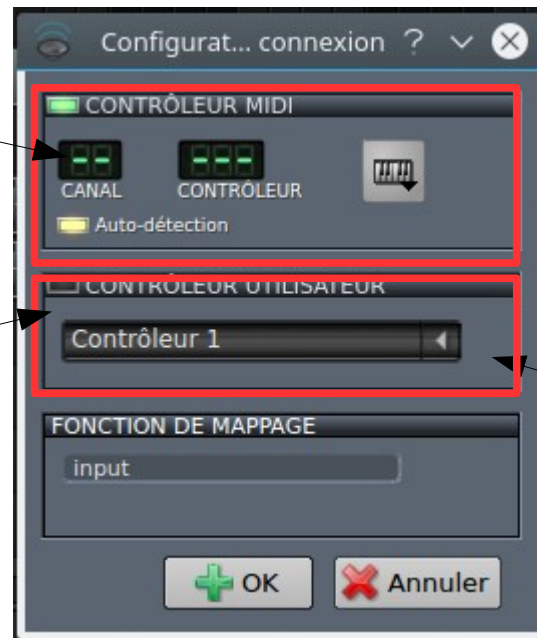 Configurat... connexion ?
CONTRÔLEUR MIDI
CANAL CONTRÔLEUR
Auto-détection
CONTRÔLEUR UTILISATEUR
Contrôleur 1
FONCTION DE MAPPAGE
input
OK Annuler